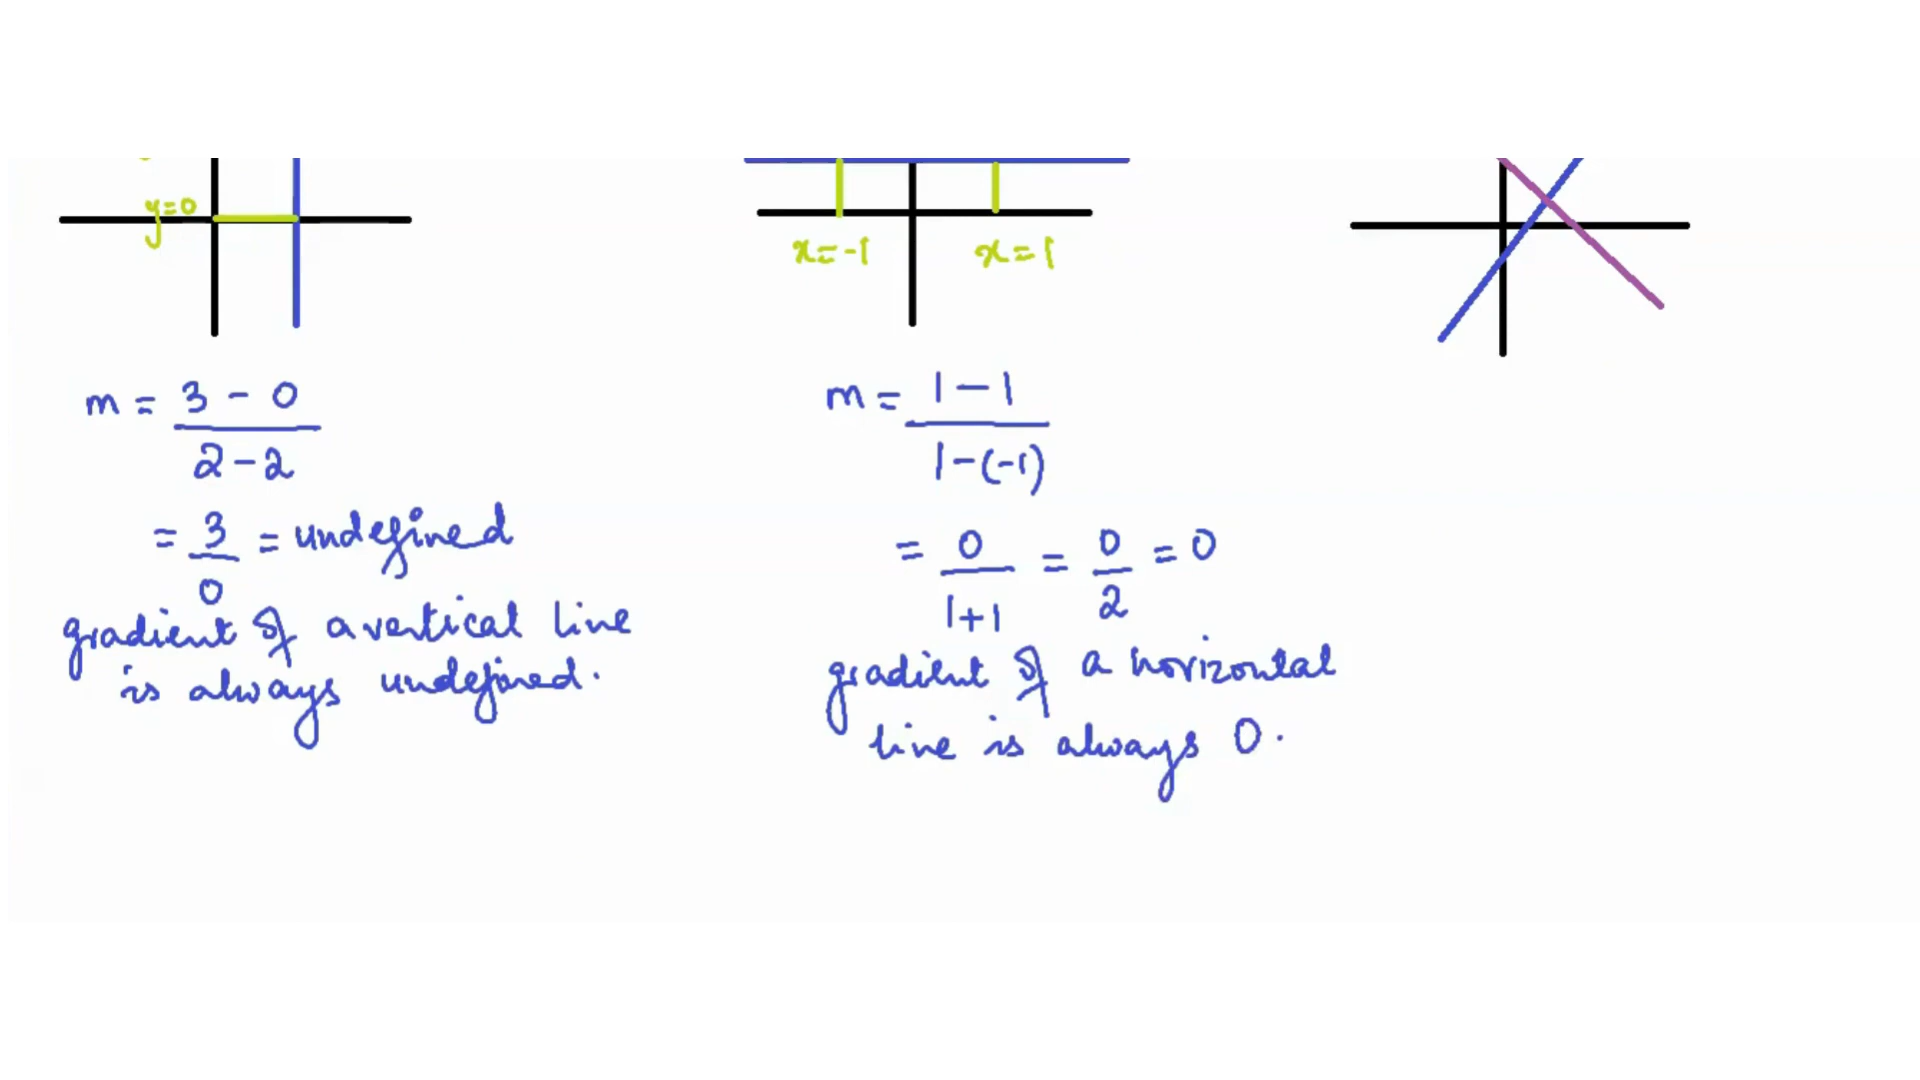 y=0
m = 3 - 0
2 - 2
= 3 = undefined
0
gradient of a vertical line
is always undefined.
x=-1 x=1
m = 1 - 1
1-(-1)
= 0 = 0 = 0
1+1 2
gradient of a horizontal
line is always 0.